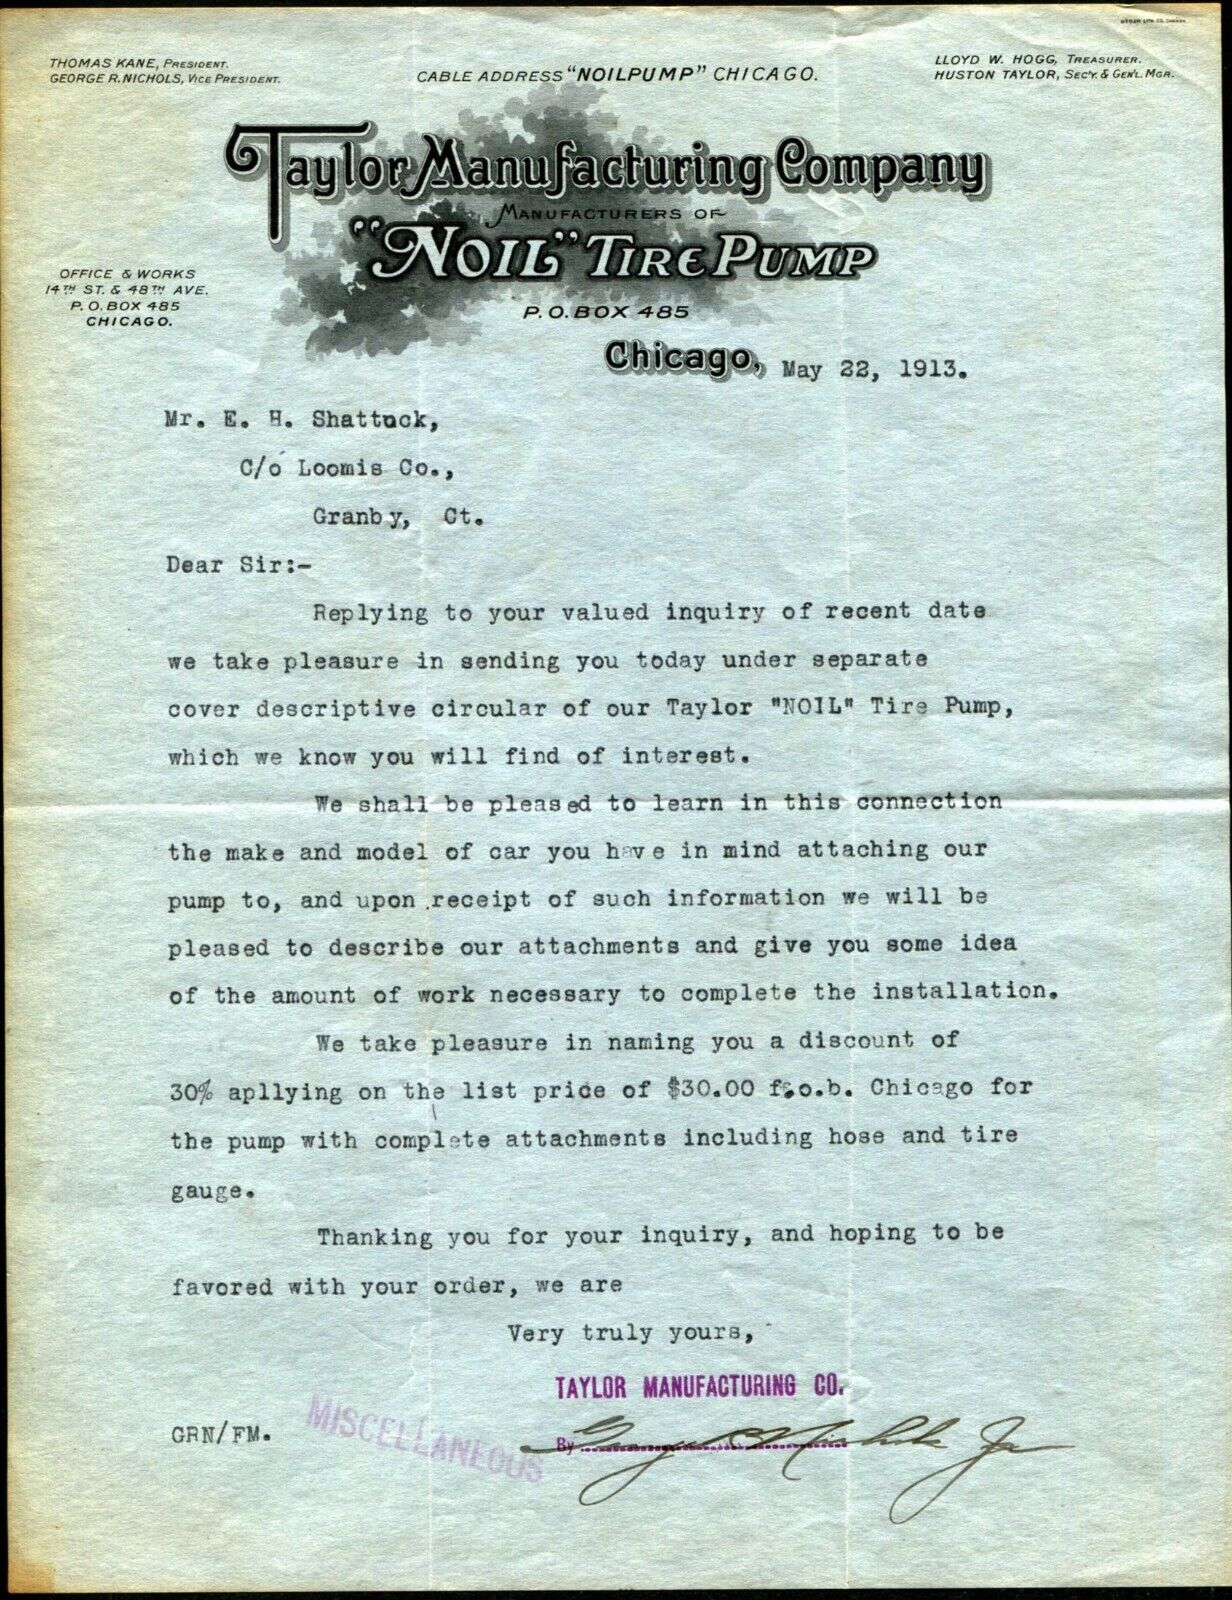 THOMAS KANE, PRESIDENT.
GEORGE R. NICHOLS, VICE PRESIDENT.
CABLE ADDRESS "NOILPUMP" CHICAGO.
LLOYD W. HOGG, TREASURER.
HUSTON TAYLOR, SEC'Y. & GEN'L. MGR.
Taylor Manufacturing Company
MANUFACTURERS OF
"NOIL" TIRE PUMP
OFFICE & WORKS
14TH ST. & 48TH AVE.
P.O. BOX 485
CHICAGO.
P.O. BOX 485
Chicago, May 22, 1913.
Mr. E. H. Shattuck,
C/o Loomis Co.,
Granby, Ct.
Dear Sir:-
Replying to your valued inquiry of recent date
we take pleasure in sending you today under separate
cover descriptive circular of our Taylor "NOIL" Tire Pump,
which we know you will find of interest.
We shall be pleased to learn in this connection
the make and model of car you have in mind attaching our
pump to, and upon receipt of such information we will be
pleased to describe our attachments and give you some idea
of the amount of work necessary to complete the installation.
We take pleasure in naming you a discount of
30% apllying on the list price of $30.00 f.o.b. Chicago for
the pump with complete attachments including hose and tire
gauge.
Thanking you for your inquiry, and hoping to be
favored with your order, we are
Very truly yours,
TAYLOR MANUFACTURING CO.
GRN/FM.
MISCELLANEOUS
By George R Nichols Jr